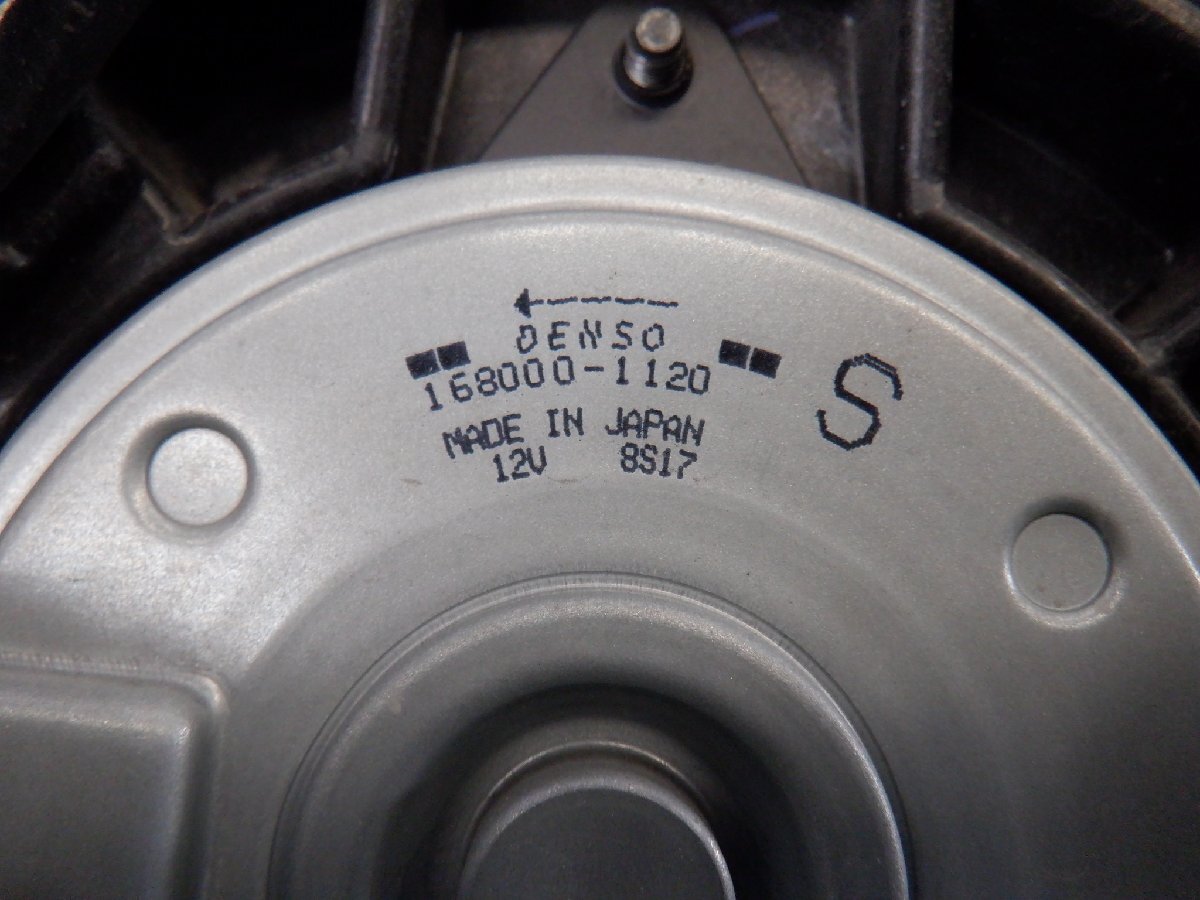 DENSO
168000-1120
S
MADE IN JAPAN
12V 8S17